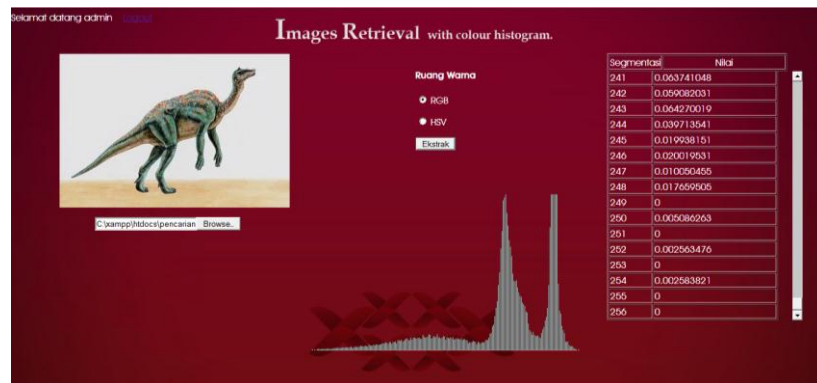 Selamat datang admin Logout
Images Retrieval with colour histogram.
Ruang Warna
RGB
HSV
Ekstrak
C:\xampp\htdocs\pencarian Browse..
Segmentasi Nilai
241 0.063741048
242 0.059082031
243 0.064270019
244 0.039713541
245 0.019938151
246 0.020019531
247 0.010050455
248 0.017659505
249 0
250 0.005086263
251 0
252 0.002563476
253 0
254 0.002583821
255 0
256 0